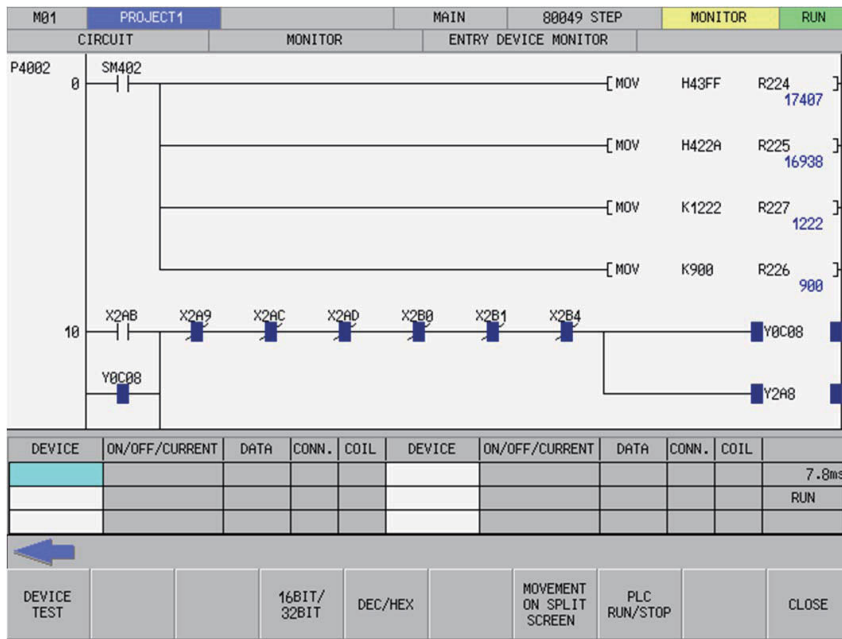 M01 PROJECT1 MAIN 80049 STEP MONITOR RUN
CIRCUIT MONITOR ENTRY DEVICE MONITOR
P4002 SM402
0 MOV H43FF R224
17407
MOV H422A R225
16938
MOV K1222 R227
1222
MOV K900 R226
900
X2AB X2A9 X2AC X2AD X2B0 X2B1 X2B4
10 Y0C08
Y0C08
Y2A8
DEVICE ON/OFF/CURRENT DATA CONN. COIL DEVICE ON/OFF/CURRENT DATA CONN. COIL
7.8ms
RUN
DEVICE TEST 16BIT/ 32BIT DEC/HEX MOVEMENT ON SPLIT SCREEN PLC RUN/STOP CLOSE